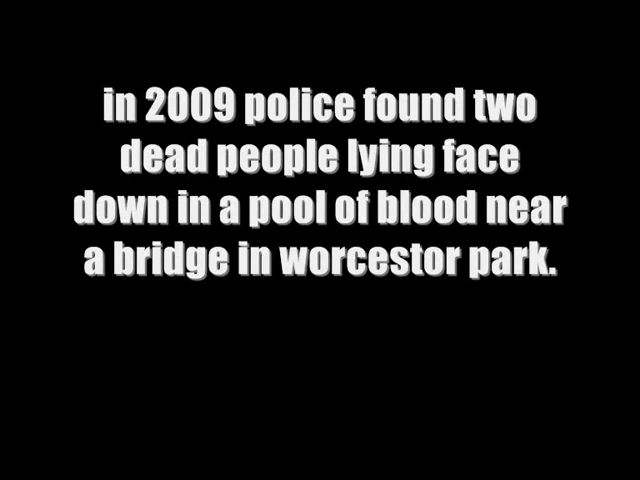 in 2009 police found two
dead people lying face
down in a pool of blood near
a bridge in worcestor park.